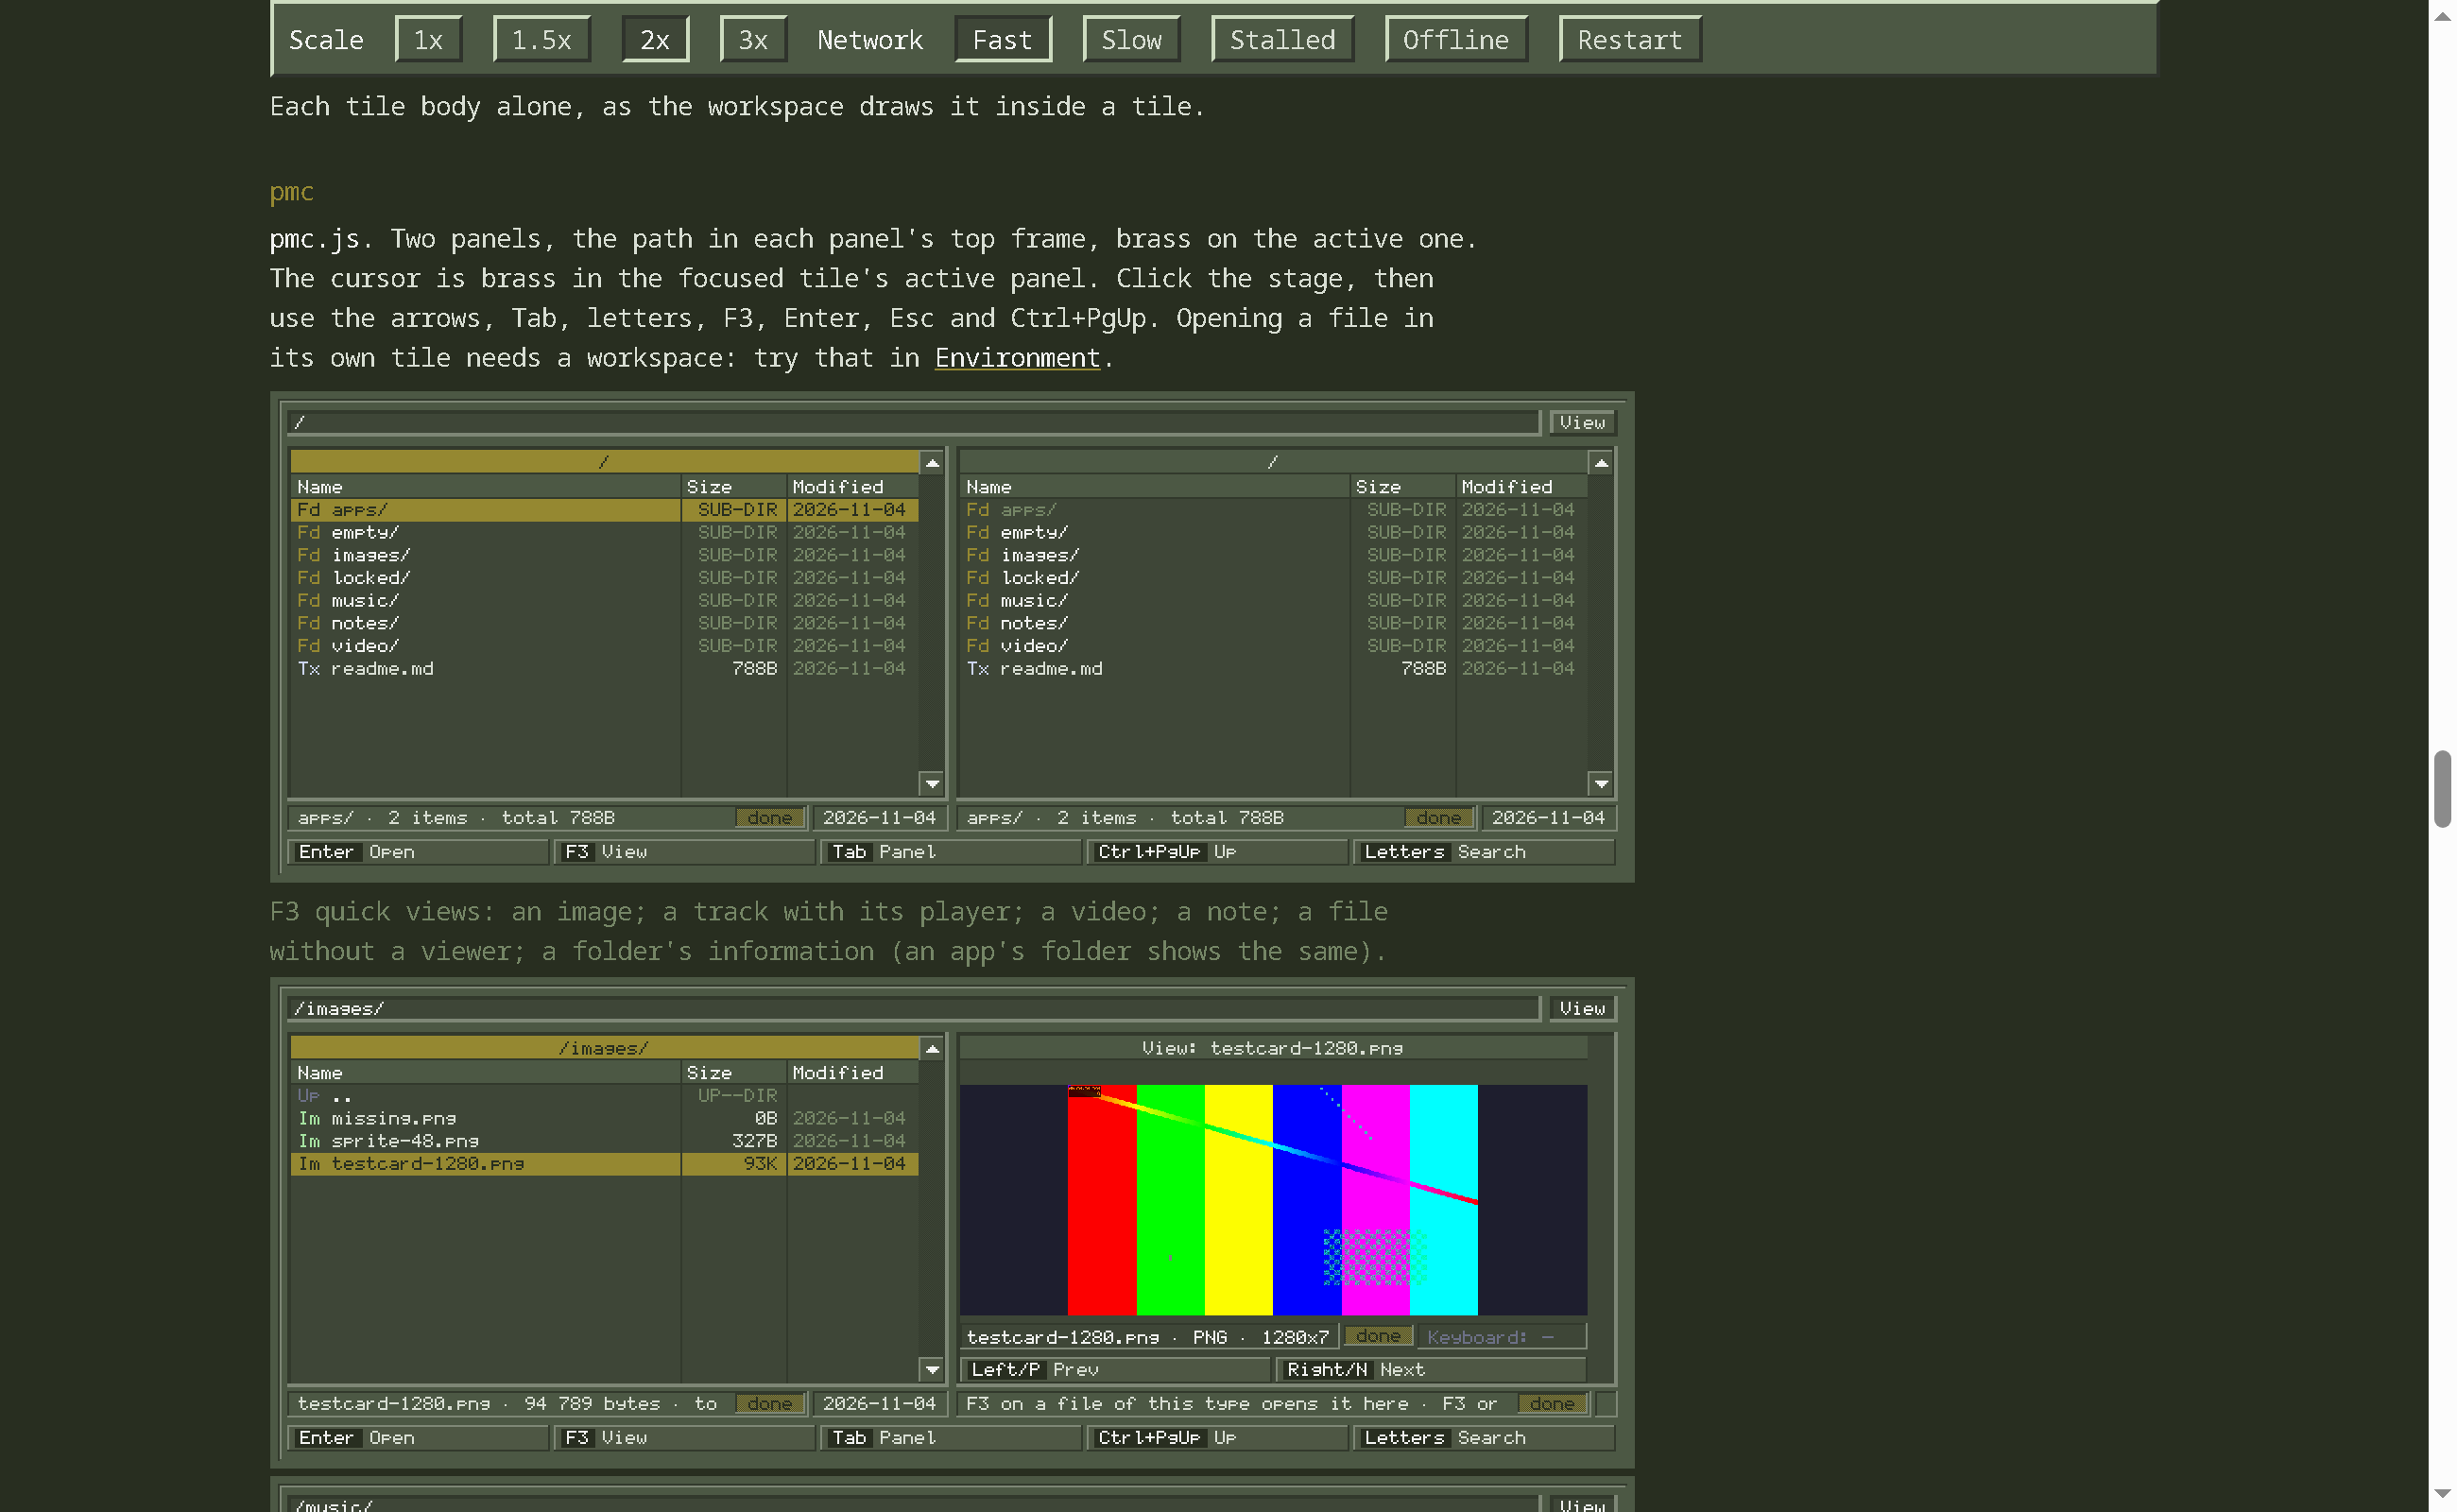 Scale 1x 1.5x 2x 3x Network Fast Slow Stalled Offline Restart
Each tile body alone, as the workspace draws it inside a tile.
pmc
pmc.js. Two panels, the path in each panel's top frame, brass on the active one.
The cursor is brass in the focused tile's active panel. Click the stage, then
use the arrows, Tab, letters, F3, Enter, Esc and Ctrl+PgUp. Opening a file in
its own tile needs a workspace: try that in Environment.
/ View
/ /
Name Size Modified Name Size Modified
Fd apps/ SUB-DIR 2026-11-04 Fd apps/ SUB-DIR 2026-11-04
Fd empty/ SUB-DIR 2026-11-04 Fd empty/ SUB-DIR 2026-11-04
Fd images/ SUB-DIR 2026-11-04 Fd images/ SUB-DIR 2026-11-04
Fd locked/ SUB-DIR 2026-11-04 Fd locked/ SUB-DIR 2026-11-04
Fd music/ SUB-DIR 2026-11-04 Fd music/ SUB-DIR 2026-11-04
Fd notes/ SUB-DIR 2026-11-04 Fd notes/ SUB-DIR 2026-11-04
Fd video/ SUB-DIR 2026-11-04 Fd video/ SUB-DIR 2026-11-04
Tx readme.md 788B 2026-11-04 Tx readme.md 788B 2026-11-04
apps/ · 2 items · total 788B done 2026-11-04 apps/ · 2 items · total 788B done 2026-11-04
Enter Open F3 View Tab Panel Ctrl+PgUp Up Letters Search
F3 quick views: an image; a track with its player; a video; a note; a file
without a viewer; a folder's information (an app's folder shows the same).
/images/ View
/images/ View: testcard-1280.png
Name Size Modified
Up .. UP--DIR
Im missing.png 0B 2026-11-04
Im sprite-48.png 327B 2026-11-04
Im testcard-1280.png 93K 2026-11-04
testcard-1280.png · PNG · 1280x7 done Keyboard: –
Left/P Prev Right/N Next
testcard-1280.png · 94 789 bytes · to done 2026-11-04 F3 on a file of this type opens it here · F3 or done
Enter Open F3 View Tab Panel Ctrl+PgUp Up Letters Search
/music/ View